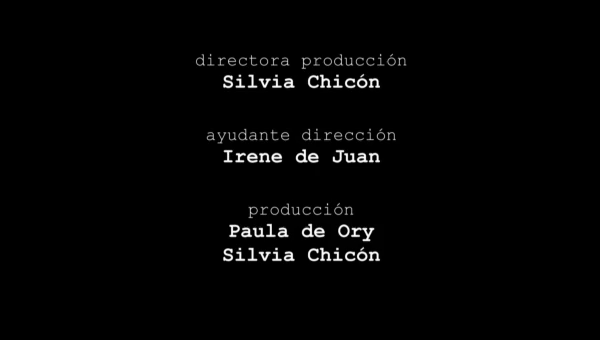 directora producción
Silvia Chicón
ayudante dirección
Irene de Juan
producción
Paula de Ory
Silvia Chicón